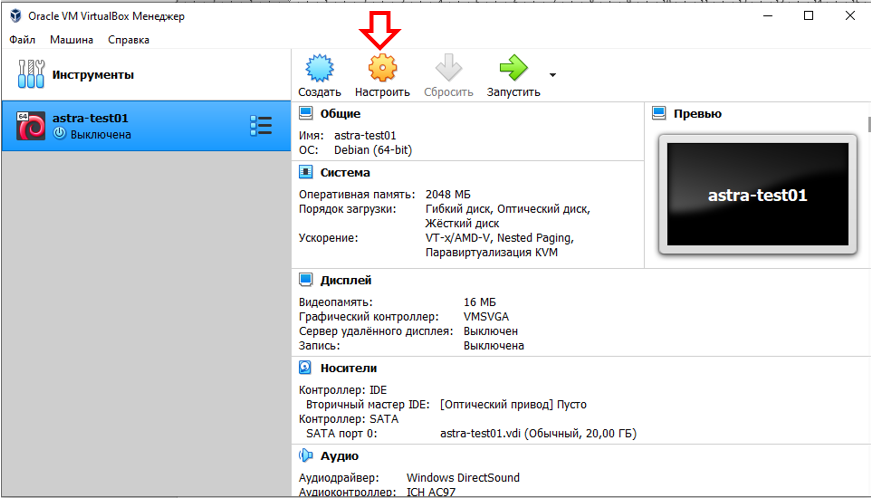 Oracle VM VirtualBox Менеджер
Файл Машина Справка
Инструменты
64
astra-test01
Выключена
Создать Настроить Сбросить Запустить
Общие
Имя: astra-test01
ОС: Debian (64-bit)
Система
Оперативная память: 2048 МБ
Порядок загрузки: Гибкий диск, Оптический диск,
Жёсткий диск
Ускорение: VT-x/AMD-V, Nested Paging,
Паравиртуализация KVM
Превью
astra-test01
Дисплей
Видеопамять: 16 МБ
Графический контроллер: VMSVGA
Сервер удалённого дисплея: Выключен
Запись: Выключена
Носители
Контроллер: IDE
Вторичный мастер IDE: [Оптический привод] Пусто
Контроллер: SATA
SATA порт 0: astra-test01.vdi (Обычный, 20,00 ГБ)
Аудио
Аудиодрайвер: Windows DirectSound
Аудиоконтроллер: ICH AC97